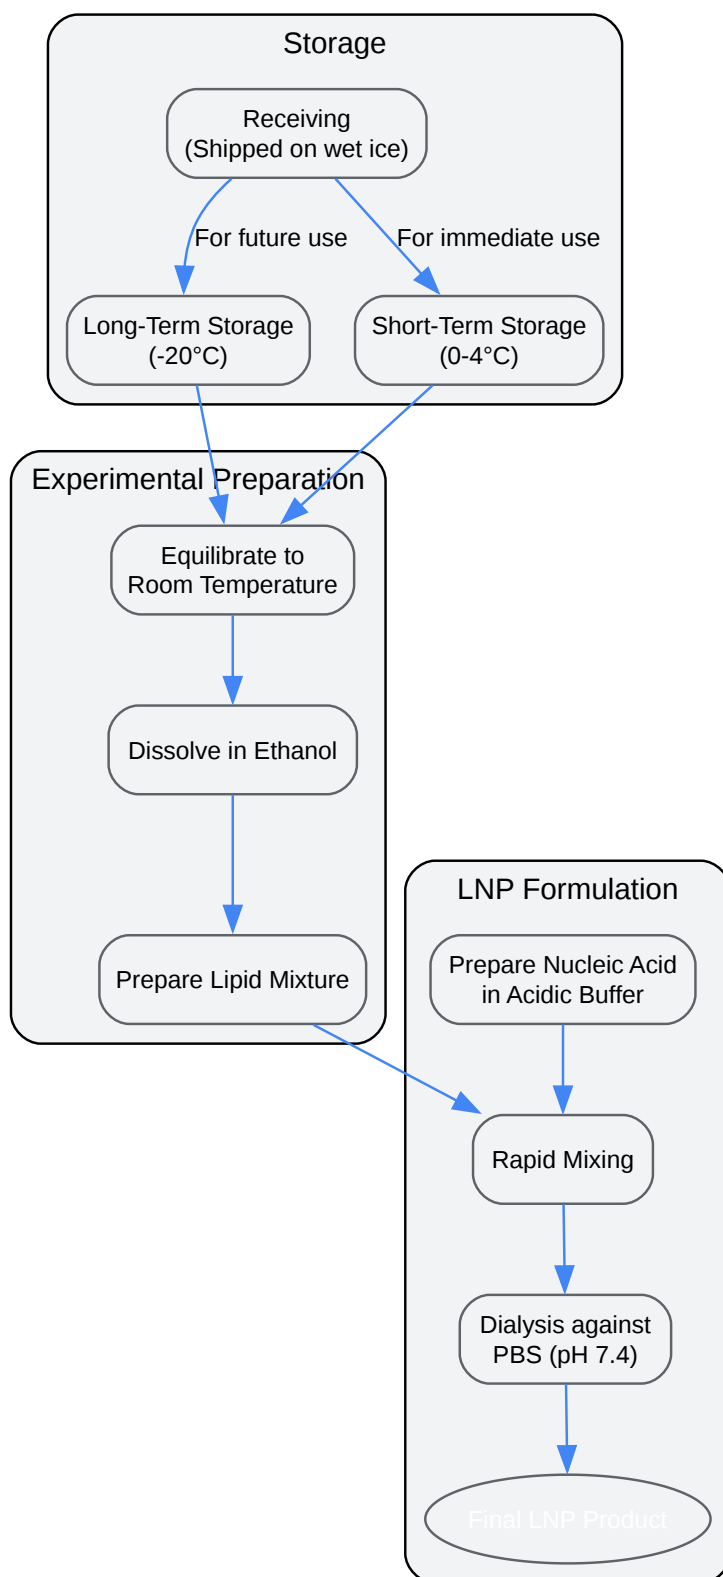 Storage
Receiving
(Shipped on wet ice)
For future use
For immediate use
Long-Term Storage
(-20°C)
Short-Term Storage
(0-4°C)
Experimental Preparation
Equilibrate to
Room Temperature
Dissolve in Ethanol
Prepare Lipid Mixture
LNP Formulation
Prepare Nucleic Acid
in Acidic Buffer
Rapid Mixing
Dialysis against
PBS (pH 7.4)
Final LNP Product